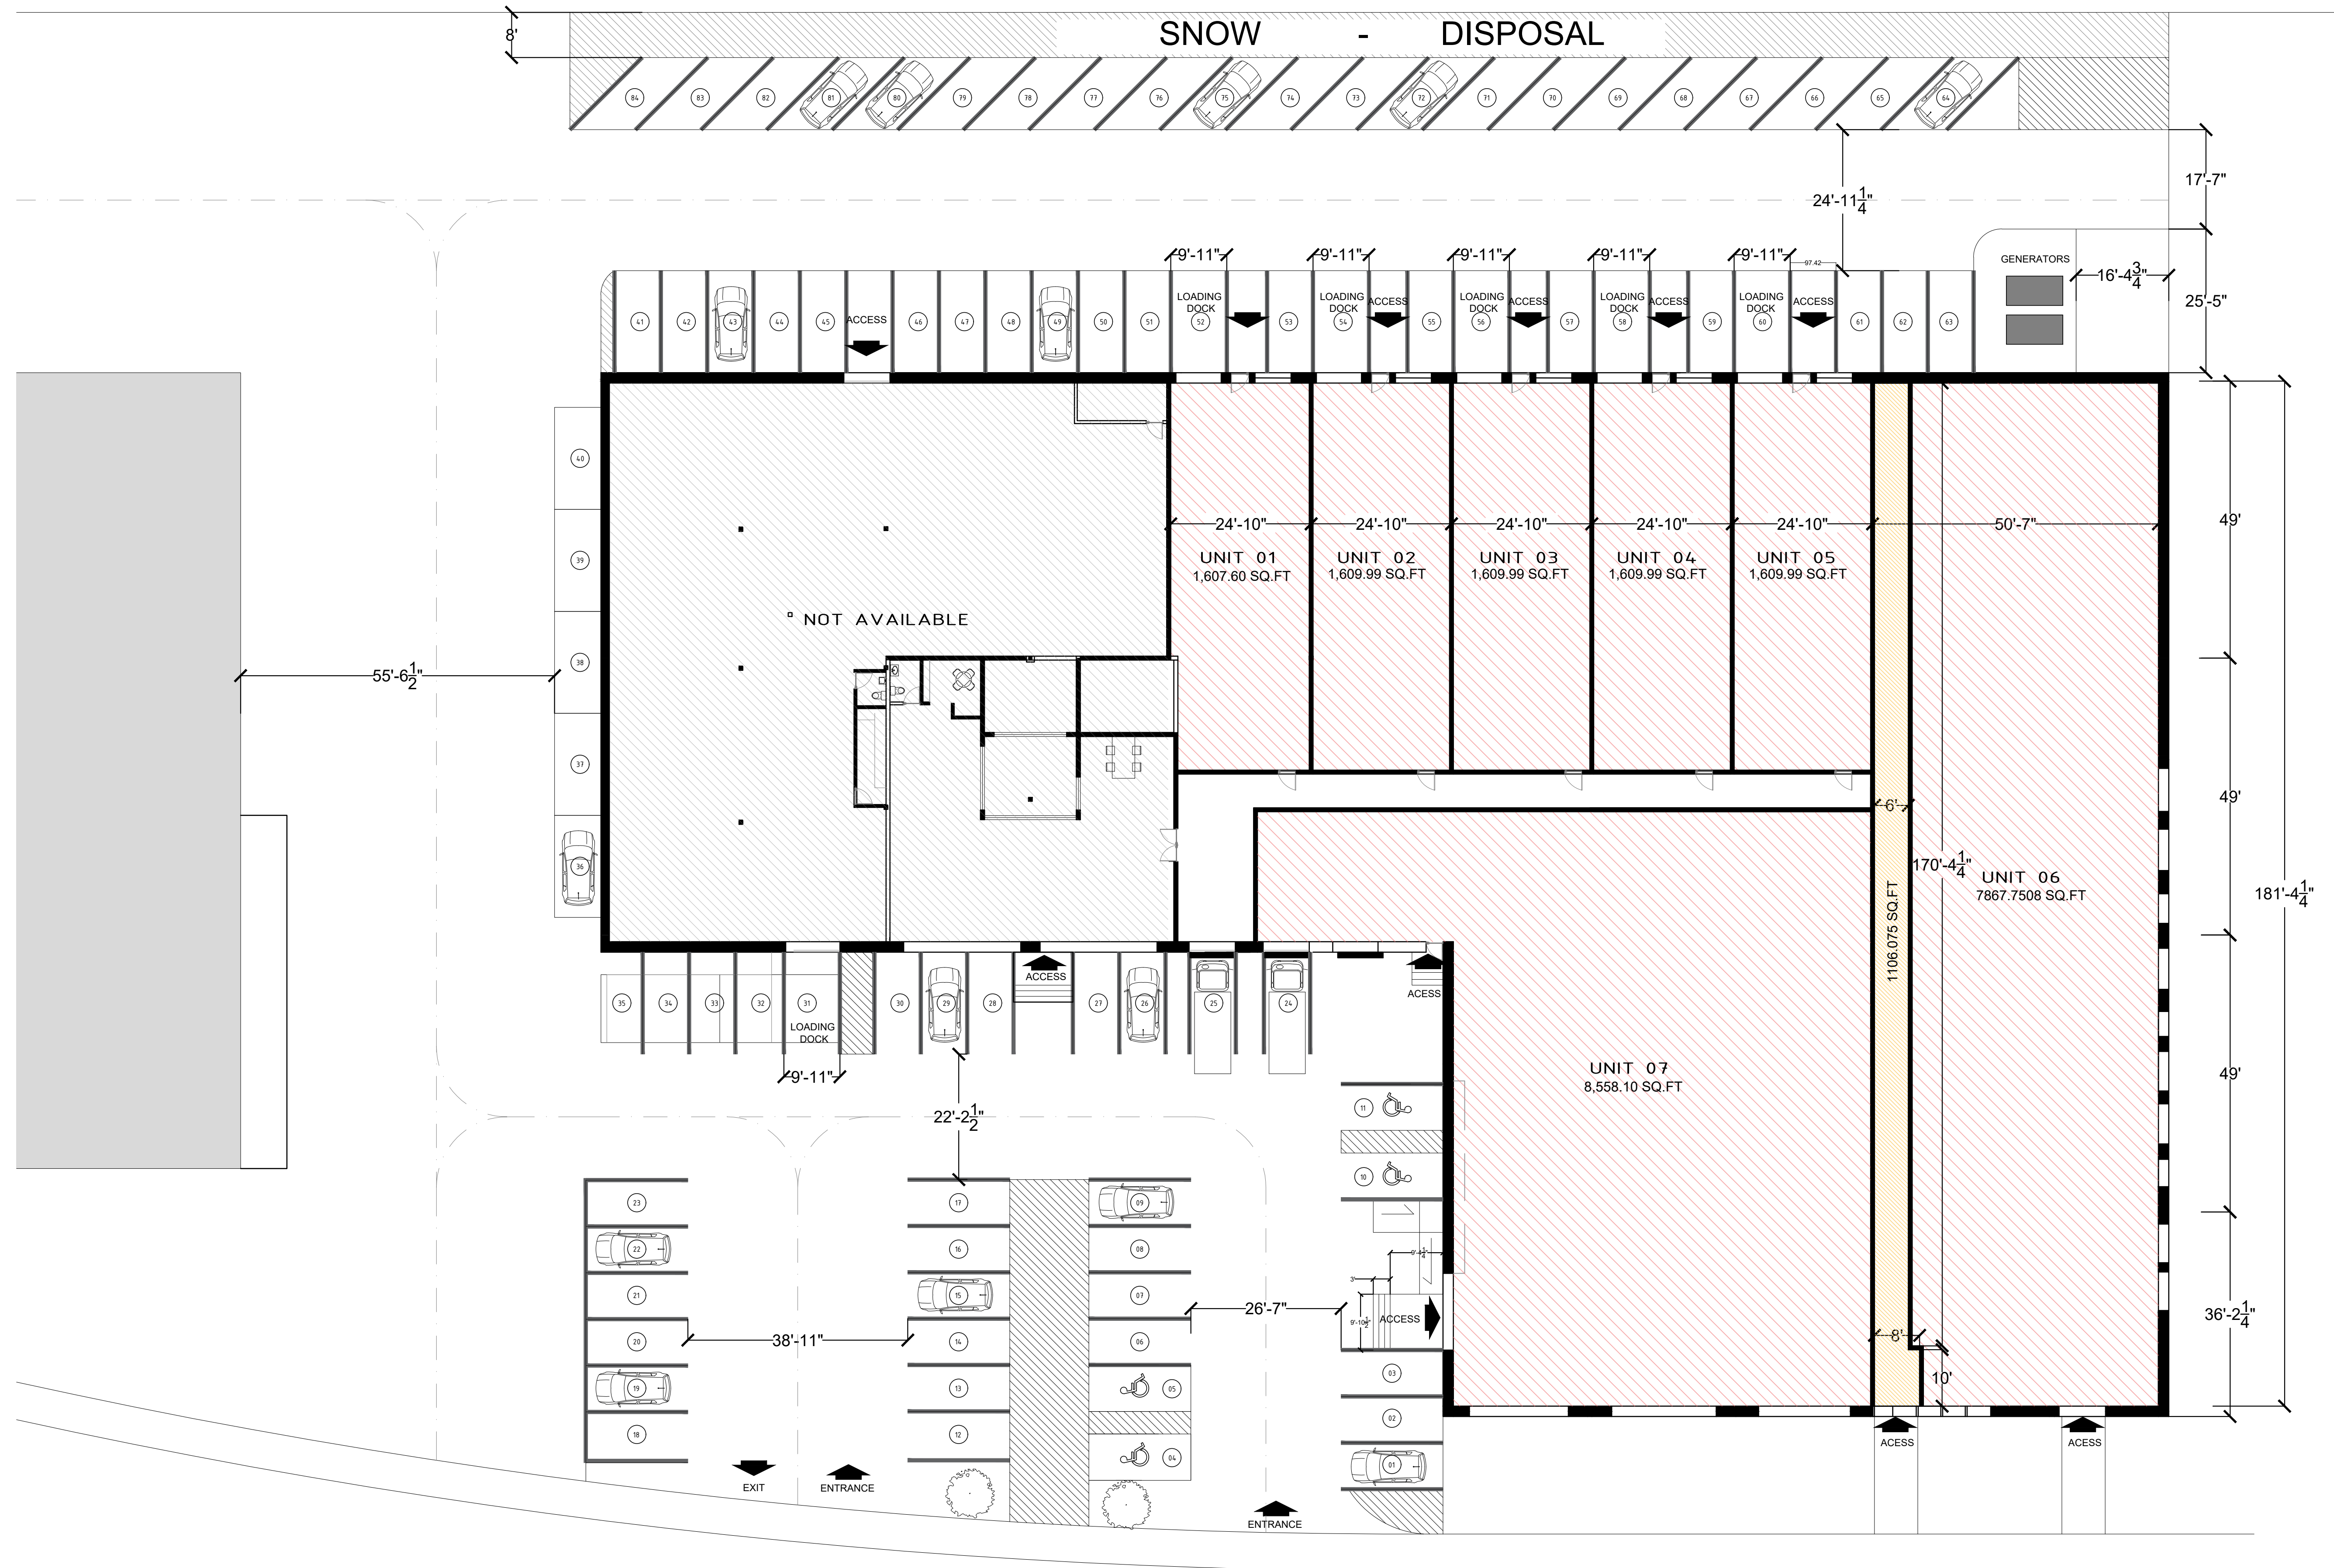 SNOW - DISPOSAL
8'
84 83 82 81 80 79 78 77 76 75 74 73 72 71 70 69 68 67 66 65 64
17'-7"
24'-11 1/4"
9'-11" 9'-11" 9'-11" 9'-11" 9'-11"
97.42
GENERATORS
16'-4 3/4"
25'-5"
LOADING DOCK
LOADING DOCK ACCESS
LOADING DOCK ACCESS
LOADING DOCK ACCESS
LOADING DOCK ACCESS
ACCESS
41 42 43 44 45 46 47 48 49 50 51 52 53 54 55 56 57 58 59 60 61 62 63
40
39
38
37
36
24'-10" 24'-10" 24'-10" 24'-10" 24'-10" 50'-7"
49'
UNIT 01
1,607.60 SQ.FT
UNIT 02
1,609.99 SQ.FT
UNIT 03
1,609.99 SQ.FT
UNIT 04
1,609.99 SQ.FT
UNIT 05
1,609.99 SQ.FT
NOT AVAILABLE
55'-6 1/2"
49'
6'
170'-4 1/4"
UNIT 06
7867.7508 SQ.FT
181'-4 1/4"
1106.075 SQ.FT
ACCESS
ACESS
35 34 33 32 31 30 29 28 27 26 25 24
LOADING
DOCK
9'-11"
49'
UNIT 07
8,558.10 SQ.FT
22'-2 1/2"
11
10
23 17 09
22 16 08
21 15 07
20 14 06
19 13 05
18 12 04
3'
9'-10 1/2"
ACCESS
26'-7"
38'-11"
36'-2 1/4"
8'
10'
03
02
01
ACESS
ACESS
EXIT
ENTRANCE
ENTRANCE